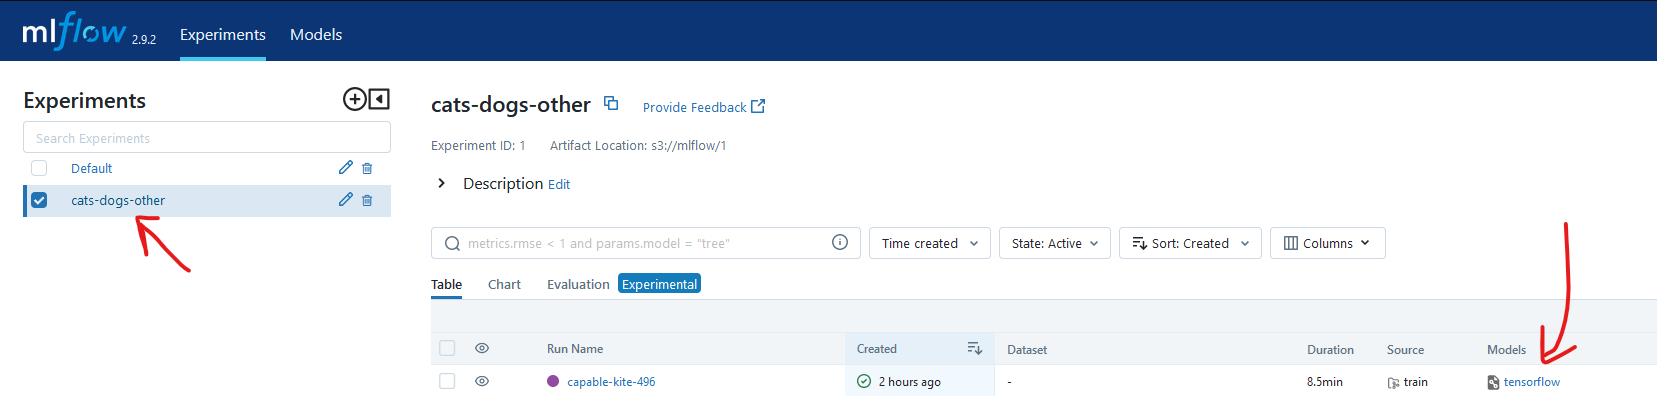 mlflow 2.9.2 Experiments Models
Experiments
Search Experiments
Default
cats-dogs-other
cats-dogs-other Provide Feedback
Experiment ID: 1 Artifact Location: s3://mlflow/1
Description Edit
metrics.rmse < 1 and params.model = "tree" Time created State: Active Sort: Created Columns
Table Chart Evaluation Experimental
Run Name Created Dataset Duration Source Models
capable-kite-496 2 hours ago - 8.5min train tensorflow